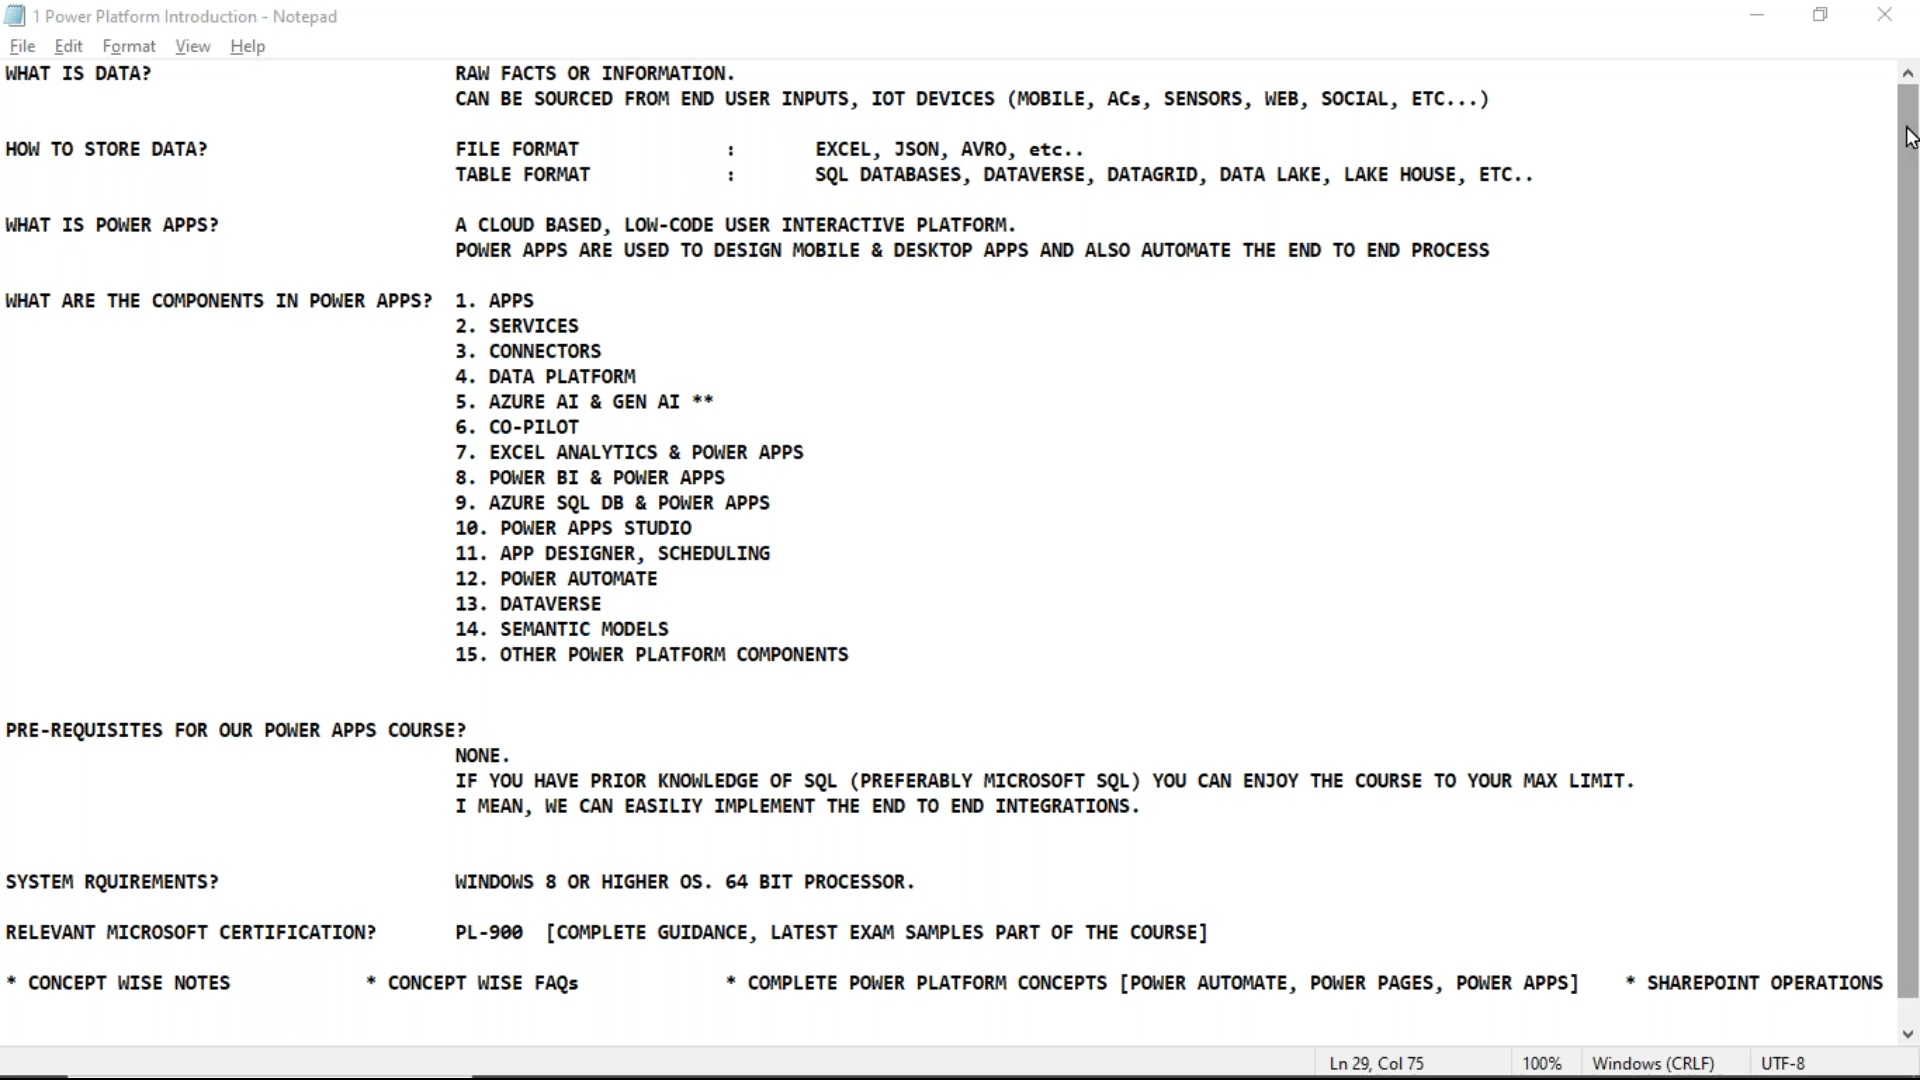 1 Power Platform Introduction - Notepad
File Edit Format View Help
WHAT IS DATA? RAW FACTS OR INFORMATION.
CAN BE SOURCED FROM END USER INPUTS, IOT DEVICES (MOBILE, ACs, SENSORS, WEB, SOCIAL, ETC...)
HOW TO STORE DATA? FILE FORMAT : EXCEL, JSON, AVRO, etc..
TABLE FORMAT : SQL DATABASES, DATAVERSE, DATAGRID, DATA LAKE, LAKE HOUSE, ETC..
WHAT IS POWER APPS? A CLOUD BASED, LOW-CODE USER INTERACTIVE PLATFORM.
POWER APPS ARE USED TO DESIGN MOBILE & DESKTOP APPS AND ALSO AUTOMATE THE END TO END PROCESS
WHAT ARE THE COMPONENTS IN POWER APPS? 1. APPS
2. SERVICES
3. CONNECTORS
4. DATA PLATFORM
5. AZURE AI & GEN AI **
6. CO-PILOT
7. EXCEL ANALYTICS & POWER APPS
8. POWER BI & POWER APPS
9. AZURE SQL DB & POWER APPS
10. POWER APPS STUDIO
11. APP DESIGNER, SCHEDULING
12. POWER AUTOMATE
13. DATAVERSE
14. SEMANTIC MODELS
15. OTHER POWER PLATFORM COMPONENTS
PRE-REQUISITES FOR OUR POWER APPS COURSE?
NONE.
IF YOU HAVE PRIOR KNOWLEDGE OF SQL (PREFERABLY MICROSOFT SQL) YOU CAN ENJOY THE COURSE TO YOUR MAX LIMIT.
I MEAN, WE CAN EASILIY IMPLEMENT THE END TO END INTEGRATIONS.
SYSTEM RQUIREMENTS? WINDOWS 8 OR HIGHER OS. 64 BIT PROCESSOR.
RELEVANT MICROSOFT CERTIFICATION? PL-900 [COMPLETE GUIDANCE, LATEST EXAM SAMPLES PART OF THE COURSE]
* CONCEPT WISE NOTES * CONCEPT WISE FAQs * COMPLETE POWER PLATFORM CONCEPTS [POWER AUTOMATE, POWER PAGES, POWER APPS] * SHAREPOINT OPERATIONS
Ln 29, Col 75 100% Windows (CRLF) UTF-8